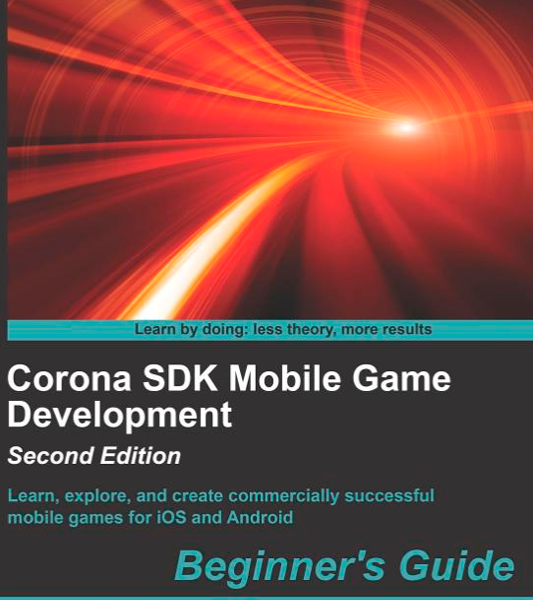 Learn by doing: less theory, more results
Corona SDK Mobile Game
Development
Second Edition
Learn, explore, and create commercially successful
mobile games for iOS and Android
Beginner's Guide